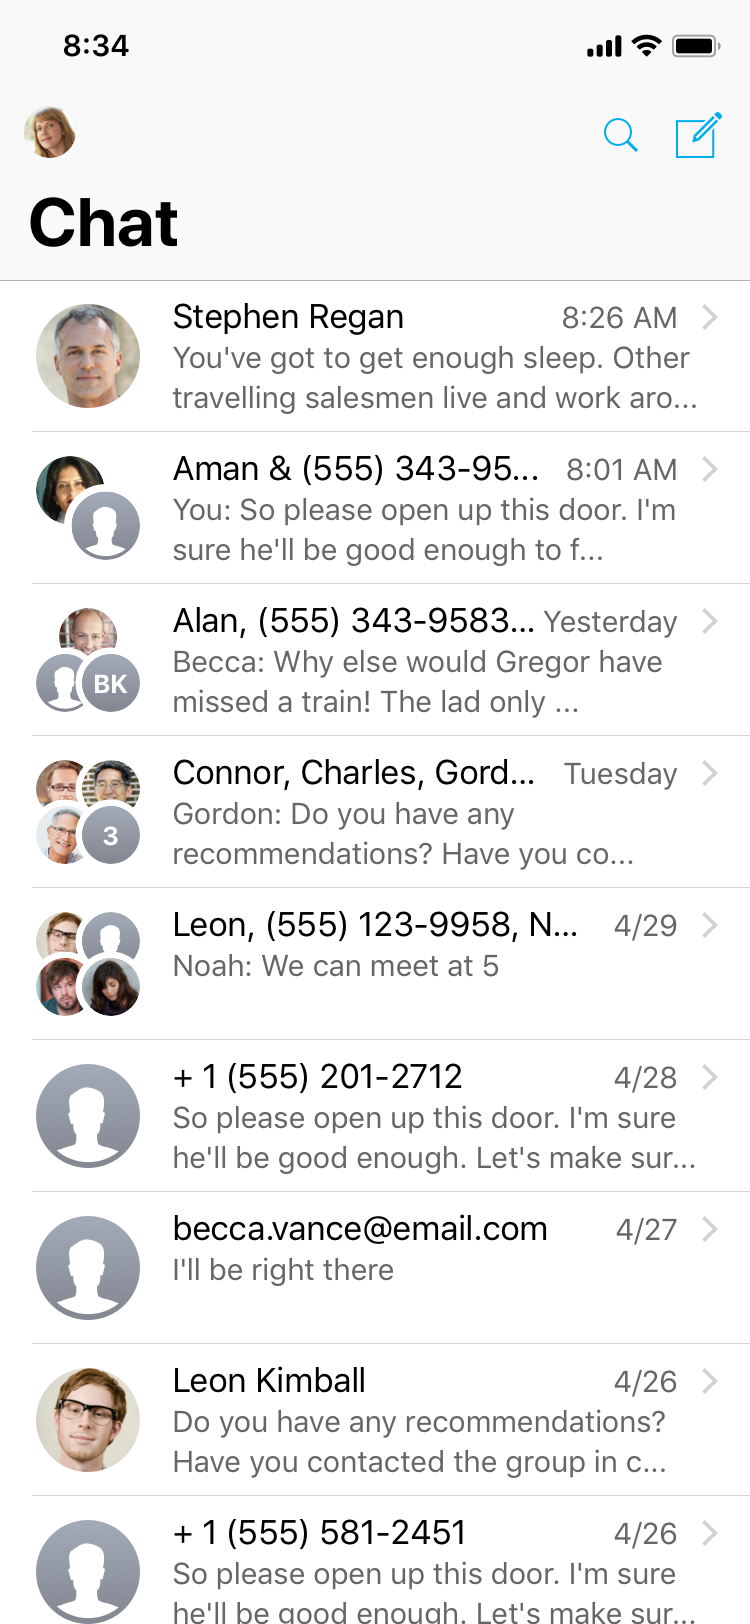 8:34
Chat
Stephen Regan 8:26 AM
You've got to get enough sleep. Other
travelling salesmen live and work aro...
Aman & (555) 343-95... 8:01 AM
You: So please open up this door. I'm
sure he'll be good enough to f...
Alan, (555) 343-9583... Yesterday
BK
Becca: Why else would Gregor have
missed a train! The lad only ...
Connor, Charles, Gord... Tuesday
3
Gordon: Do you have any
recommendations? Have you co...
Leon, (555) 123-9958, N... 4/29
Noah: We can meet at 5
+ 1 (555) 201-2712 4/28
So please open up this door. I'm sure
he'll be good enough. Let's make sur...
becca.vance@email.com 4/27
I'll be right there
Leon Kimball 4/26
Do you have any recommendations?
Have you contacted the group in c...
+ 1 (555) 581-2451 4/26
So please open up this door. I'm sure
he'll be good enough. Let's make sur...